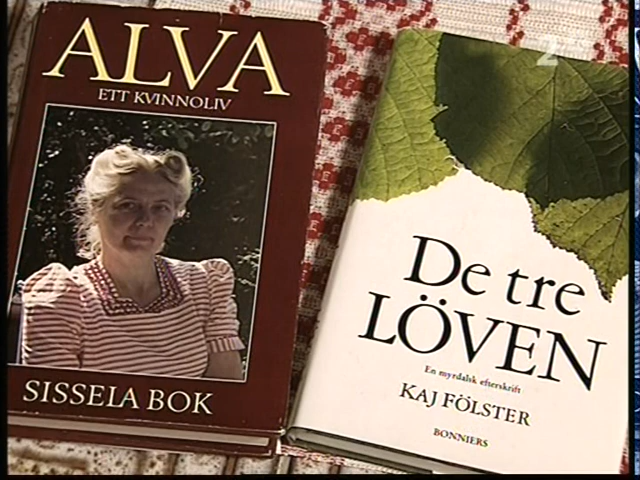 ALVA
ETT KVINNOLIV
SISSELA BOK
2
De tre
LÖVEN
En myrdalsk efterskrift
KAJ FÖLSTER
BONNIERS